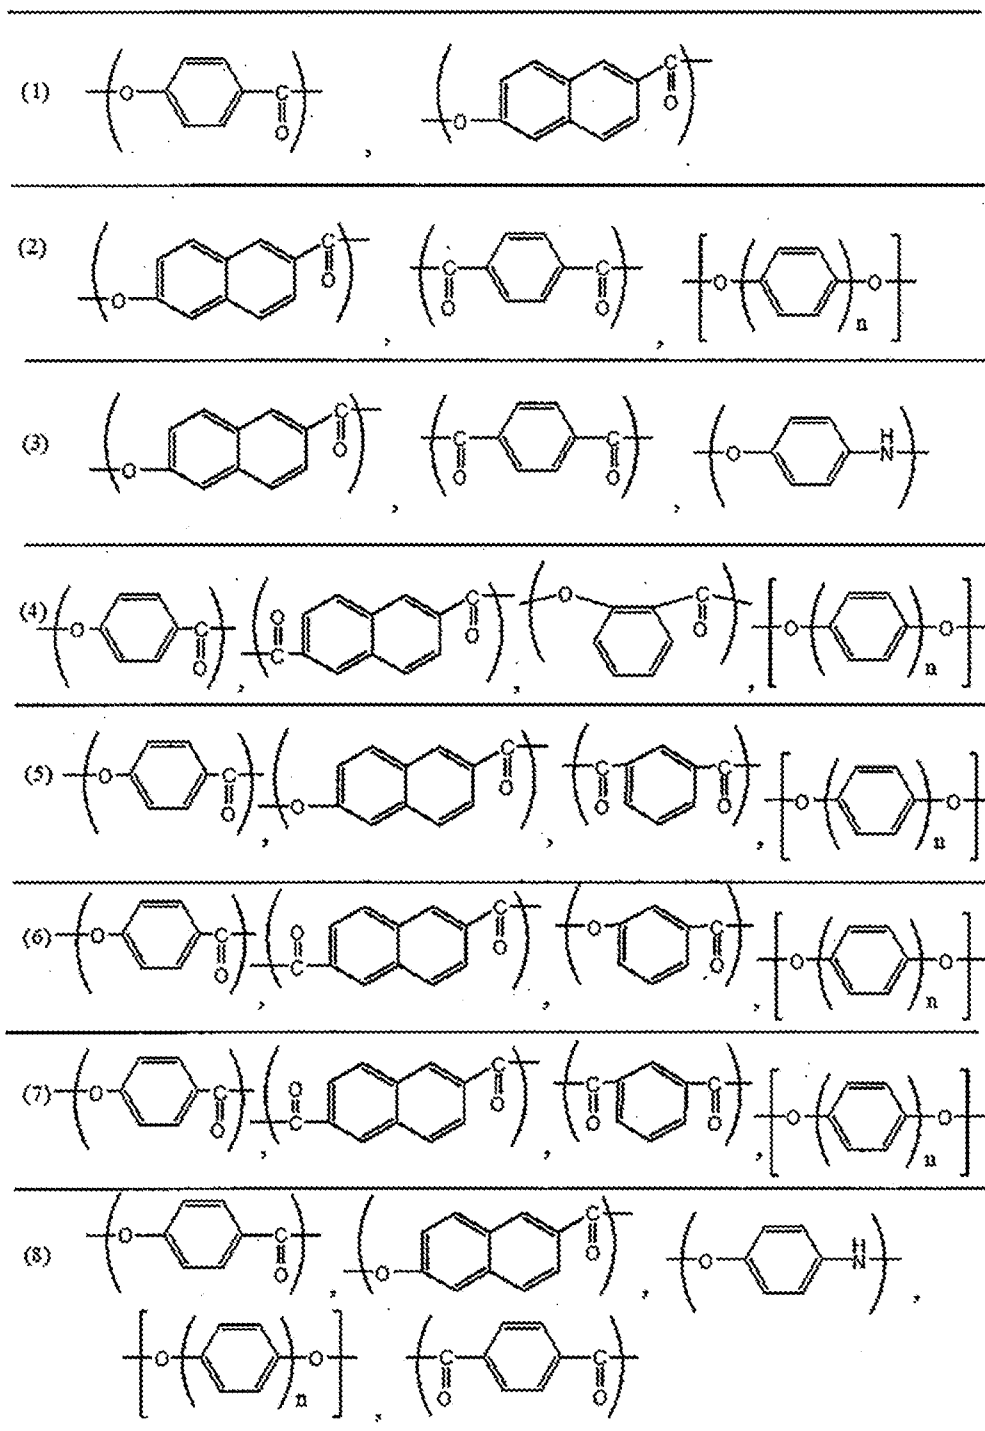 (1) O C O , O C O
(2) O C O , C O C O , O O n
(3) O C O , C O C O , O H N
(4) O C O , O C C O , O C O , O O n
(5) O C O , O C O , C O C O , O O n
(6) O C O , O C C O , O C O , O O n
(7) O C O , O C C O , C O C O , O O n
(8) O C O , O C O , O H N ,
O O n , C O C O